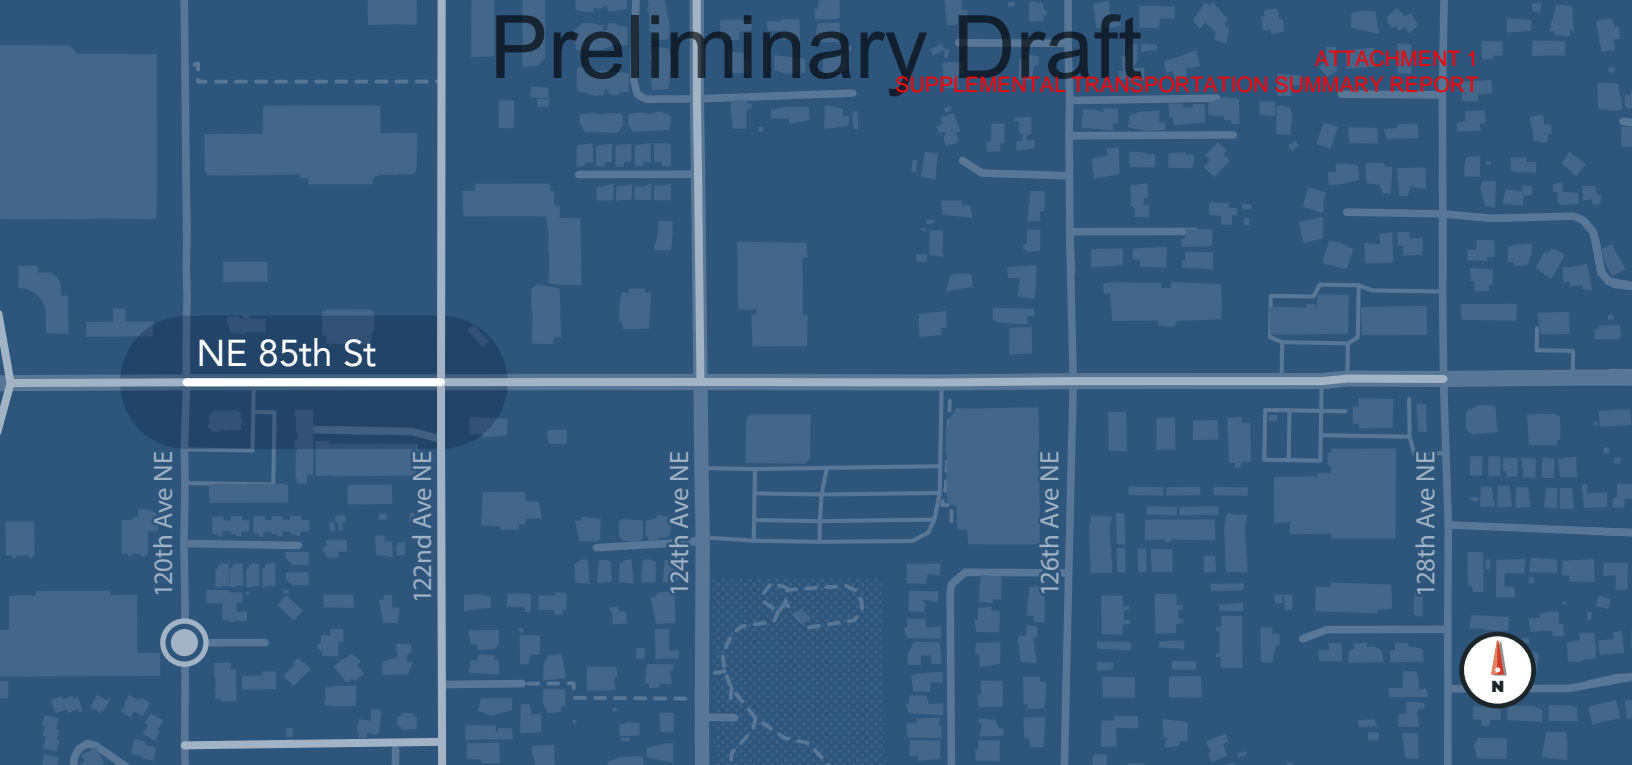 Preliminary Draft
ATTACHMENT 1
SUPPLEMENTAL TRANSPORTATION SUMMARY REPORT
NE 85th St
120th Ave NE
122nd Ave NE
124th Ave NE
126th Ave NE
128th Ave NE
N